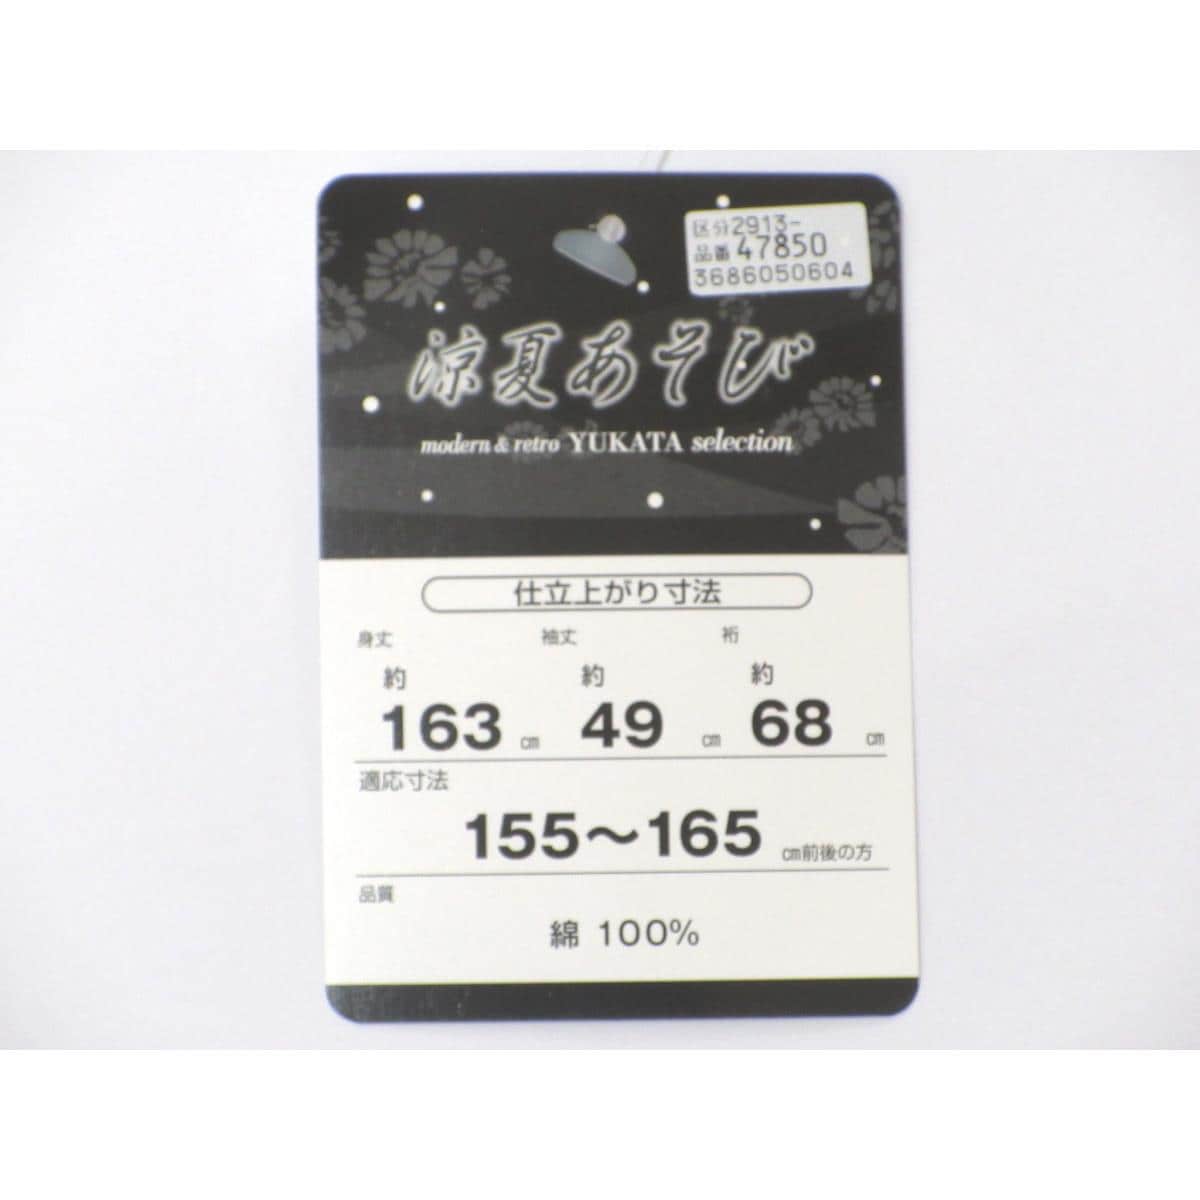 区分2913-
品番47850
3686050604
涼夏あそび
modern & retro YUKATA selection
仕立上がり寸法
身丈 袖丈 裄
約 約 約
163 cm 49 cm 68 cm
適応寸法
155〜165 cm前後の方
品質
綿 100%